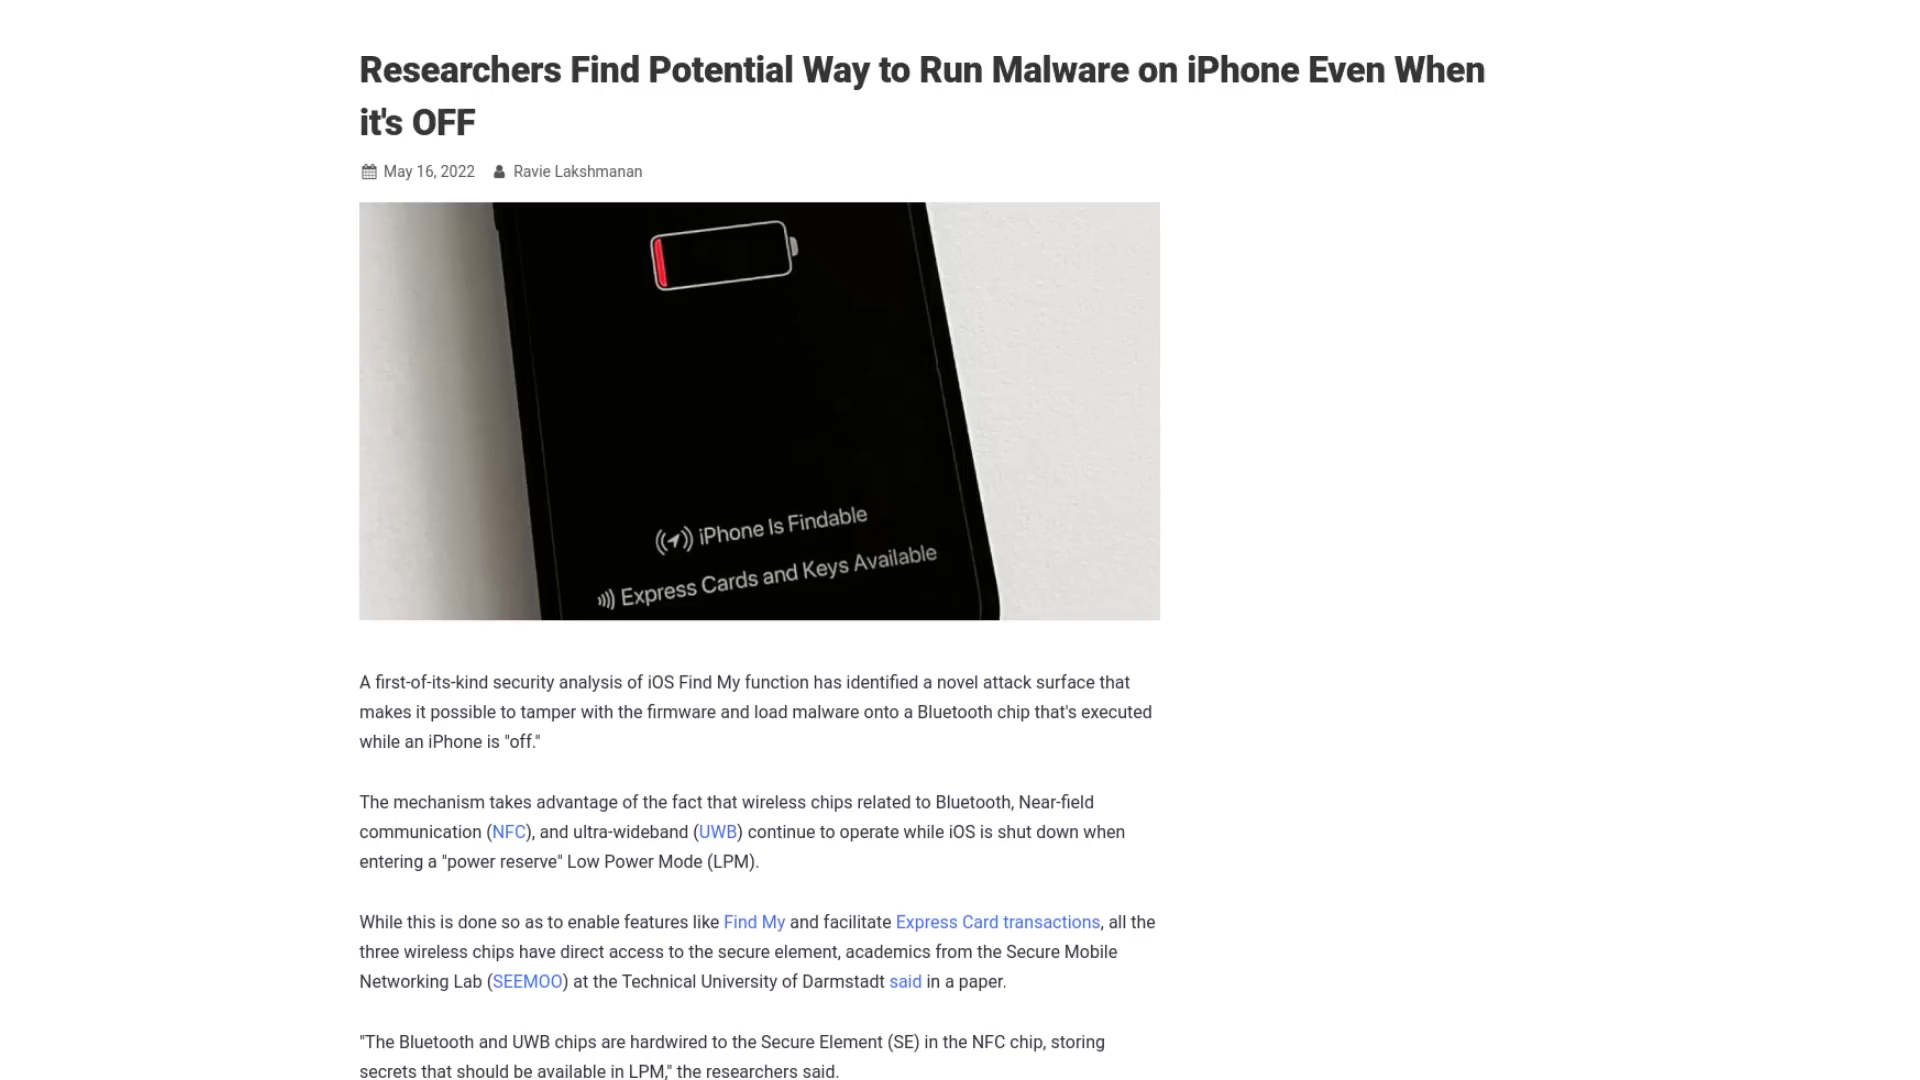 Researchers Find Potential Way to Run Malware on iPhone Even When
it's OFF
May 16, 2022 Ravie Lakshmanan
iPhone Is Findable
Express Cards and Keys Available
A first-of-its-kind security analysis of iOS Find My function has identified a novel attack surface that
makes it possible to tamper with the firmware and load malware onto a Bluetooth chip that's executed
while an iPhone is "off."
The mechanism takes advantage of the fact that wireless chips related to Bluetooth, Near-field
communication (NFC), and ultra-wideband (UWB) continue to operate while iOS is shut down when
entering a "power reserve" Low Power Mode (LPM).
While this is done so as to enable features like Find My and facilitate Express Card transactions, all the
three wireless chips have direct access to the secure element, academics from the Secure Mobile
Networking Lab (SEEMOO) at the Technical University of Darmstadt said in a paper.
"The Bluetooth and UWB chips are hardwired to the Secure Element (SE) in the NFC chip, storing
secrets that should be available in LPM," the researchers said.